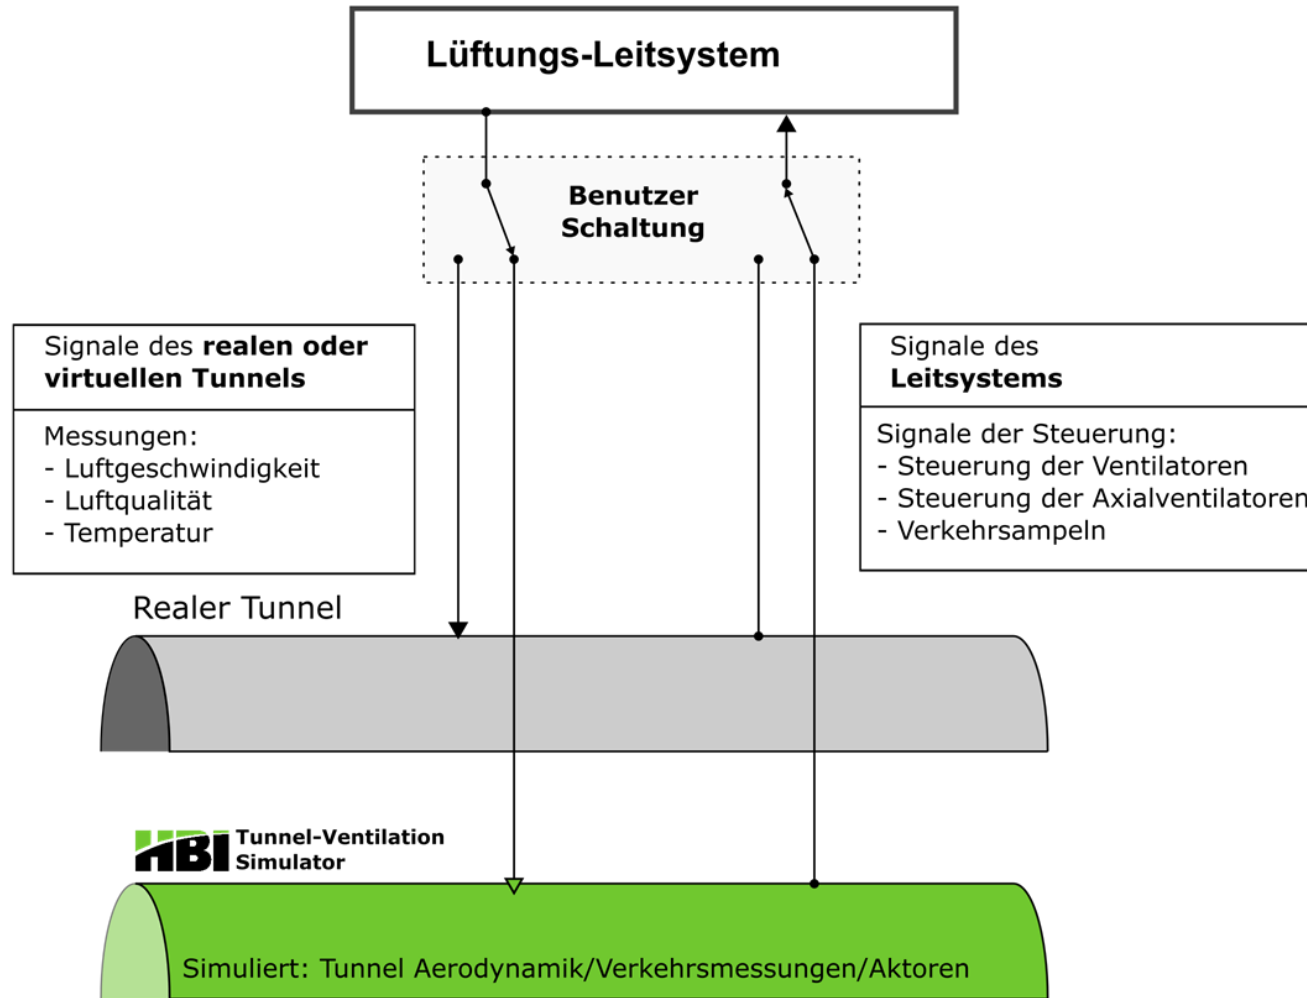 Lüftungs-Leitsystem
Benutzer
Schaltung
Signale des realen oder
virtuellen Tunnels
Messungen:
- Luftgeschwindigkeit
- Luftqualität
- Temperatur
Signale des
Leitsystems
Signale der Steuerung:
- Steuerung der Ventilatoren
- Steuerung der Axialventilatoren
- Verkehrsampeln
Realer Tunnel
HBI Tunnel-Ventilation
Simulator
Simuliert: Tunnel Aerodynamik/Verkehrsmessungen/Aktoren